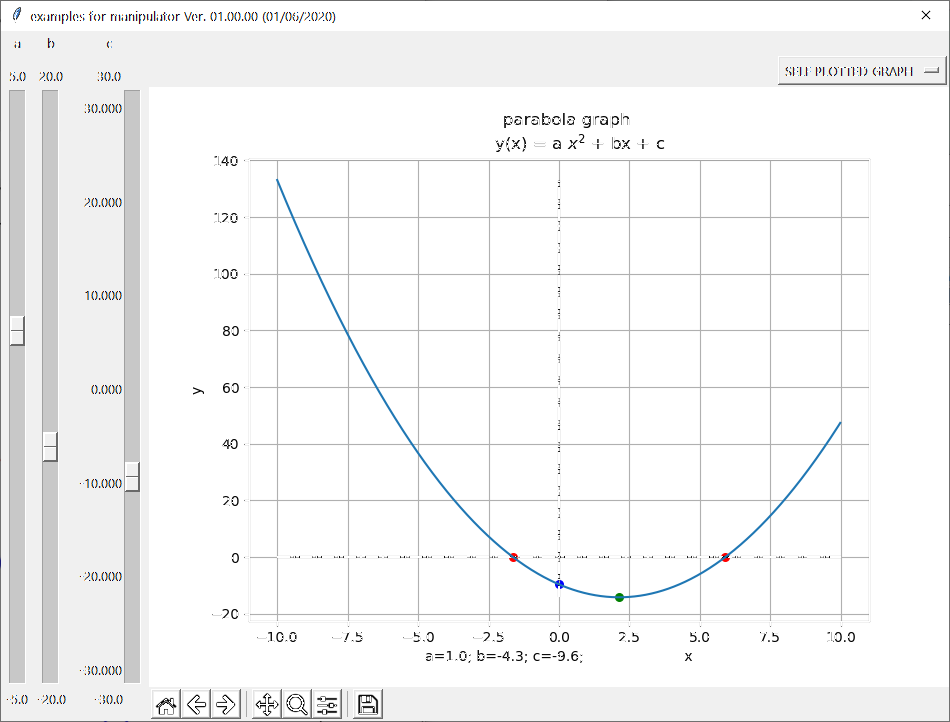 examples for manipulator Ver. 01.00.00 (01/06/2020)
a b c
5.0 20.0 30.0
SELF PLOTTED GRAPH
30.000
20.000
10.000
0.000
-10.000
-20.000
-30.000
-5.0 -20.0 -30.0
parabola graph
y(x) = a x² + bx + c
140
120
100
80
60
40
20
0
−20
y
−10.0 −7.5 −5.0 −2.5 0.0 2.5 5.0 7.5 10.0
a=1.0; b=-4.3; c=-9.6; x